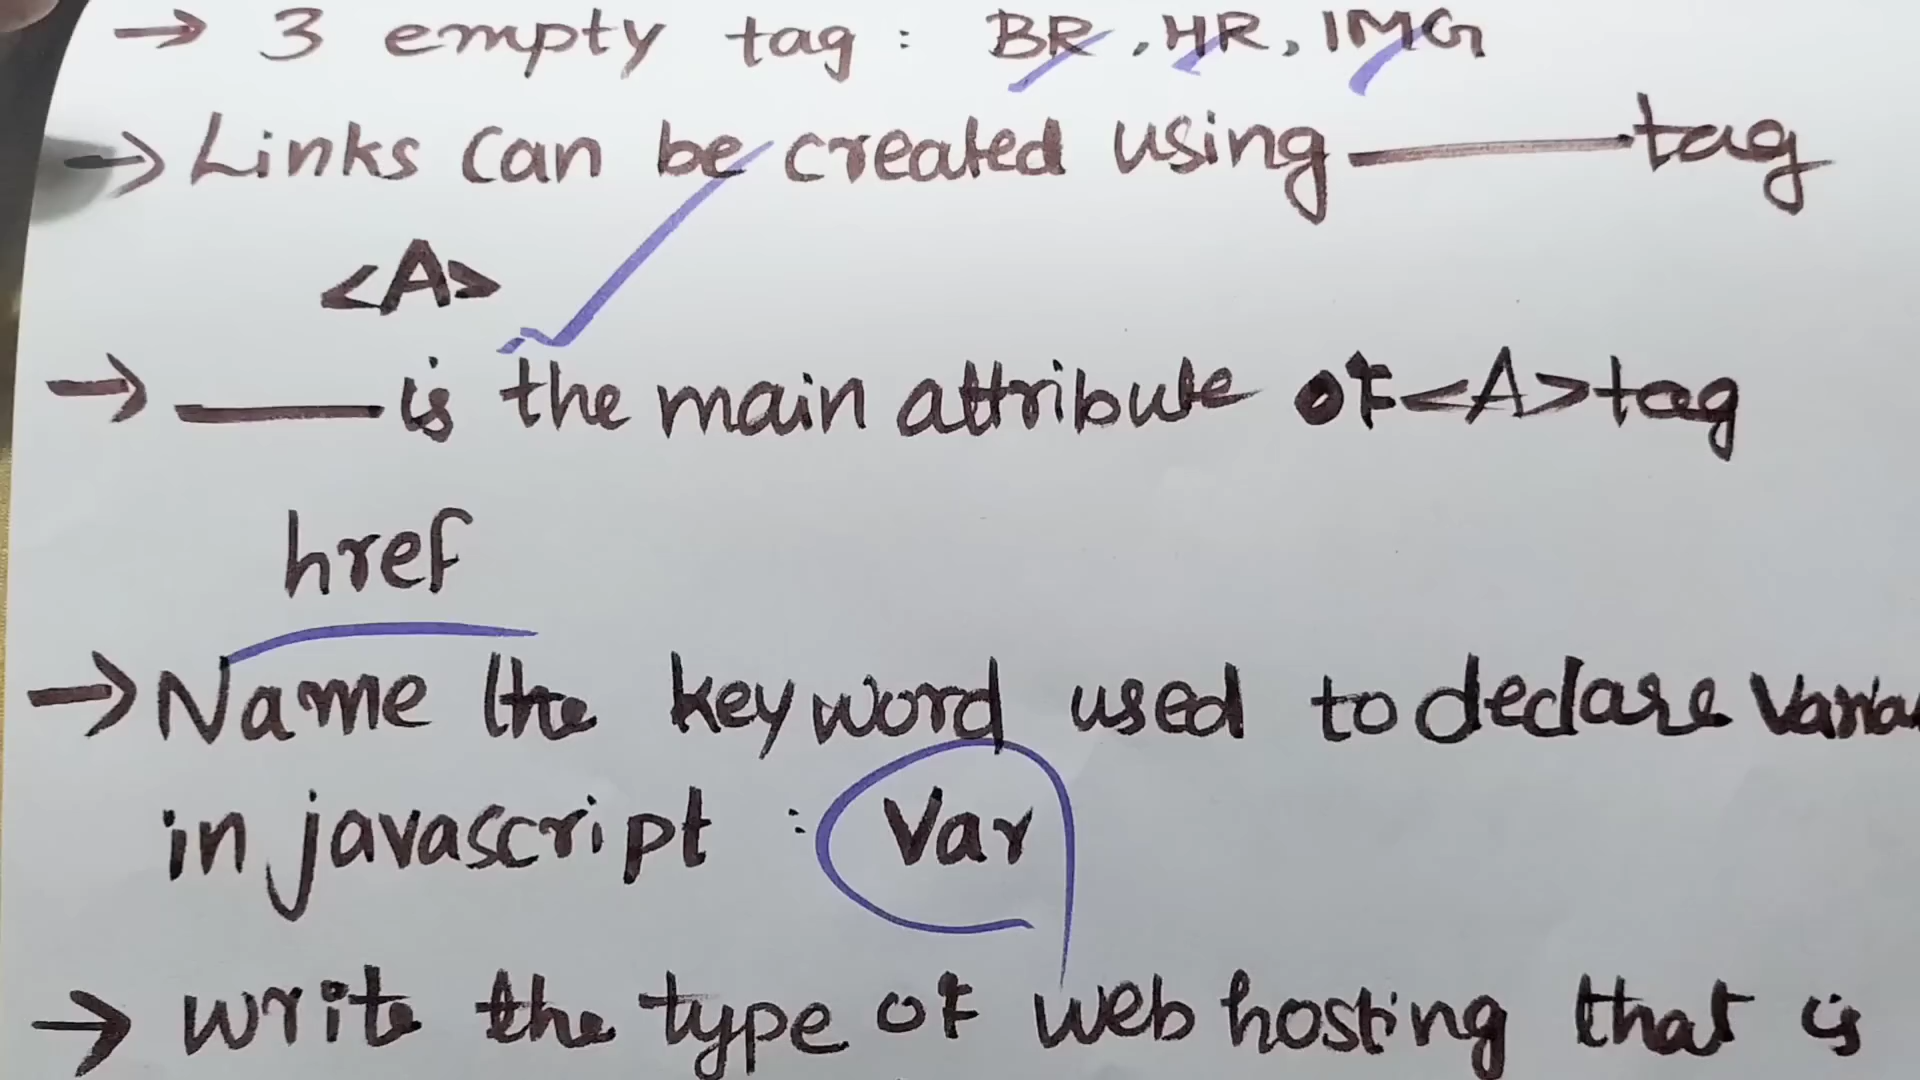 → 3 empty tag : BR, HR, IMG
→ Links can be created using ——— tag
<A>
→ ——— is the main attribute of <A> tag
href
→ Name the keyword used to declare Varia
in javascript : Var
→ write the type of web hosting that is